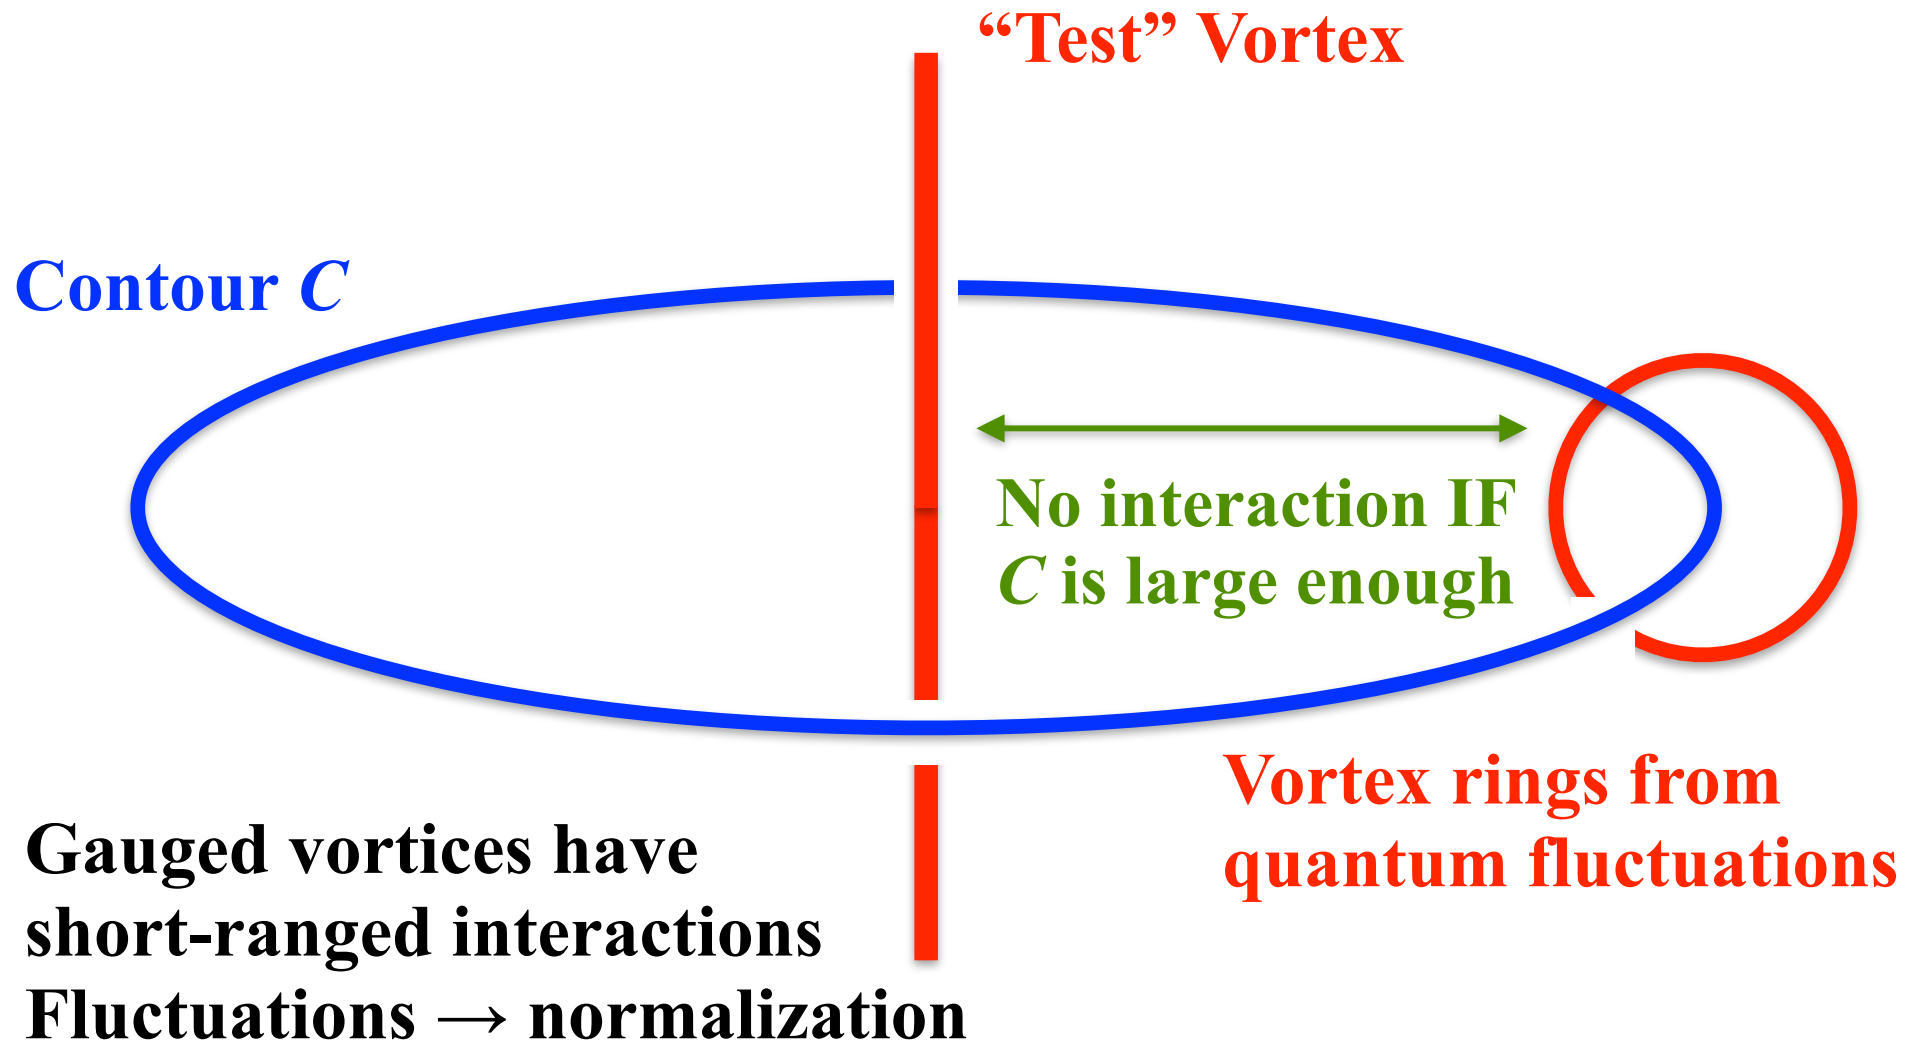 “Test” Vortex
Contour C
No interaction IF
C is large enough
Vortex rings from
quantum fluctuations
Gauged vortices have
short-ranged interactions
Fluctuations → normalization